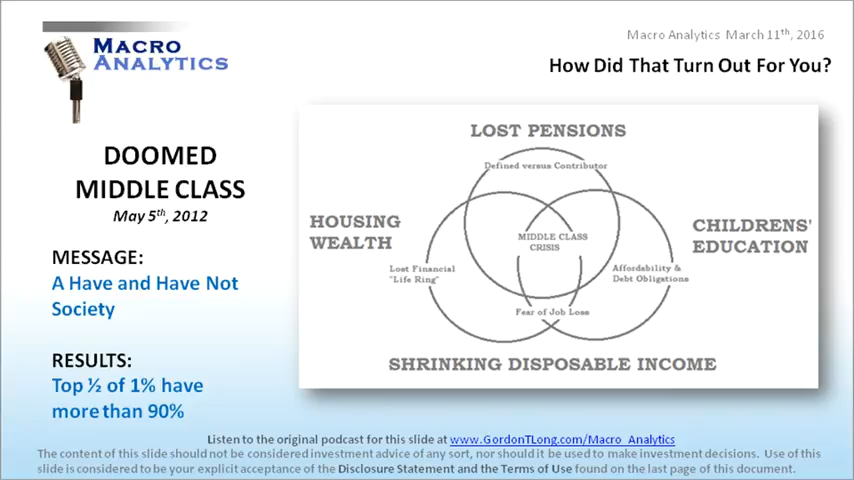 MACRO
ANALYTICS
Macro Analytics March 11th, 2016
How Did That Turn Out For You?
DOOMED
MIDDLE CLASS
May 5th, 2012
MESSAGE:
A Have and Have Not
Society
RESULTS:
Top ½ of 1% have
more than 90%
LOST PENSIONS
Defined versus Contributor
HOUSING
WEALTH
MIDDLE CLASS
CRISIS
CHILDRENS'
EDUCATION
Lost Financial
"Life Ring"
Affordability &
Debt Obligations
Fear of Job Loss
SHRINKING DISPOSABLE INCOME
Listen to the original podcast for this slide at www.GordonTLong.com/Macro_Analytics
The content of this slide should not be considered investment advice of any sort, nor should it be used to make investment decisions. Use of this
slide is considered to be your explicit acceptance of the Disclosure Statement and the Terms of Use found on the last page of this document.